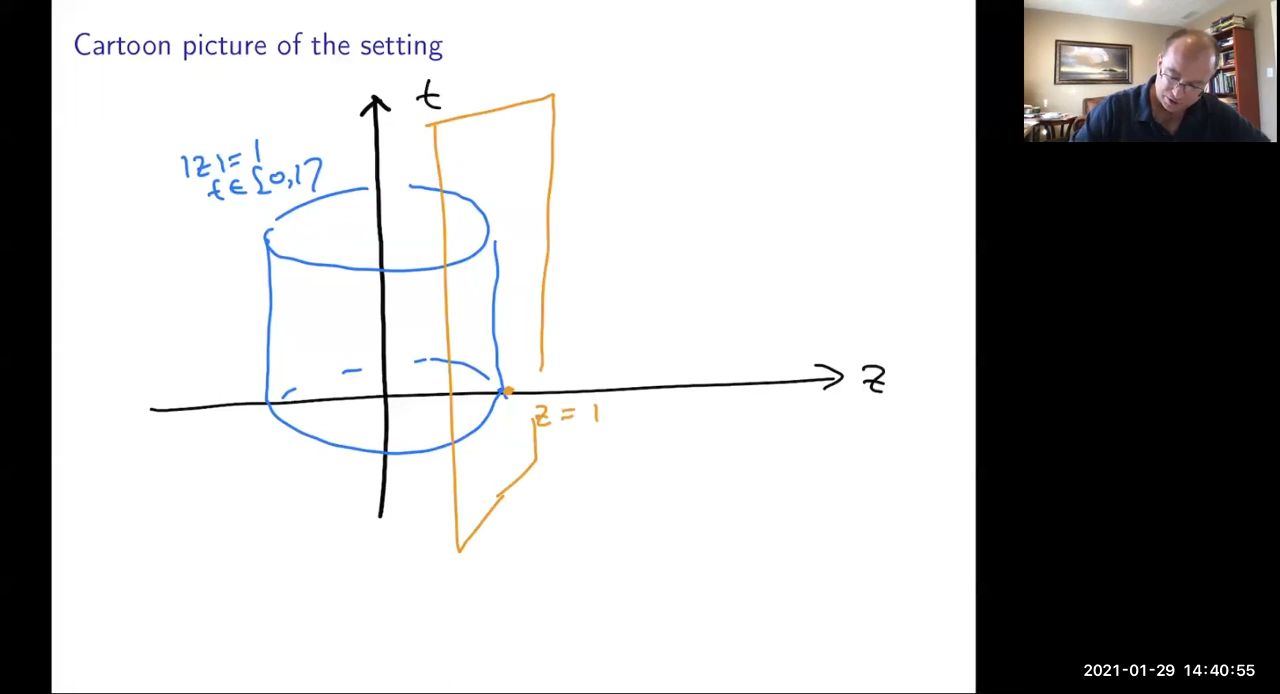 Cartoon picture of the setting
t
|z|=1
t∈[0,1]
z
z = 1
2021-01-29 14:40:55